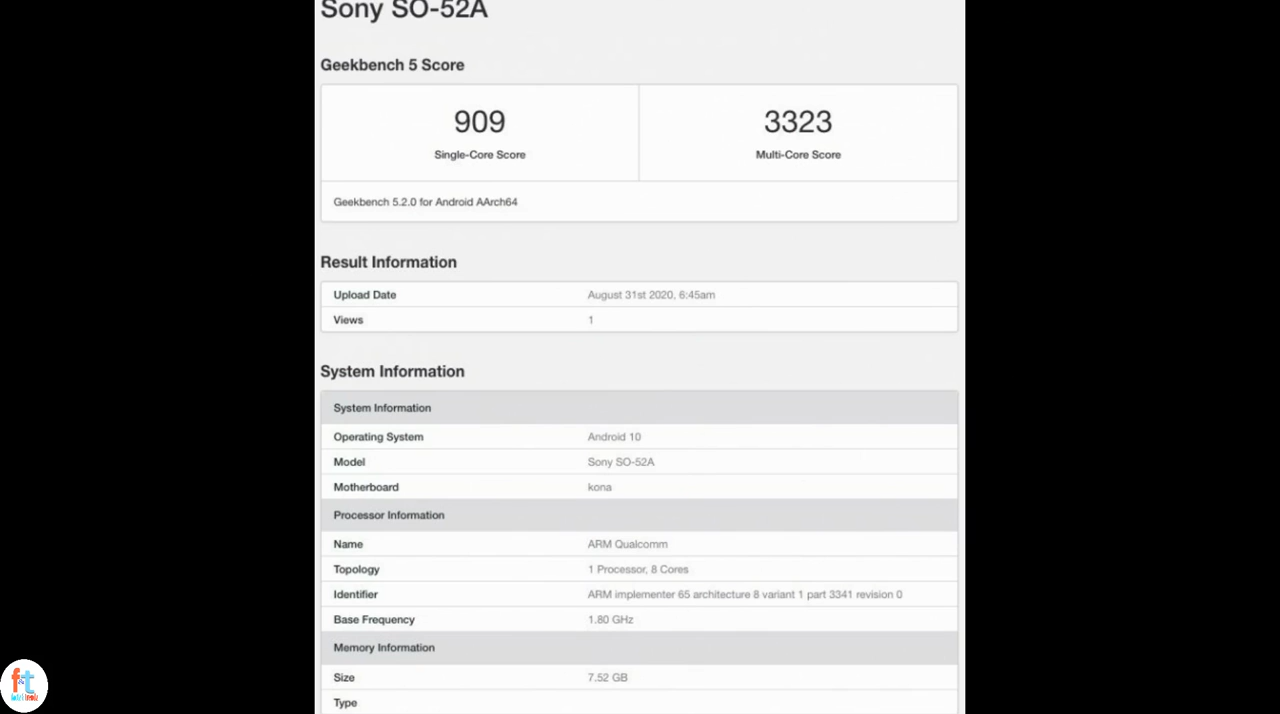 Sony SO-52A
Geekbench 5 Score
909 3323
Single-Core Score Multi-Core Score
Geekbench 5.2.0 for Android AArch64
Result Information
Upload Date August 31st 2020, 6:45am
Views 1
System Information
System Information
Operating System Android 10
Model Sony SO-52A
Motherboard kona
Processor Information
Name ARM Qualcomm
Topology 1 Processor, 8 Cores
Identifier ARM implementer 65 architecture 8 variant 1 part 3341 revision 0
Base Frequency 1.80 GHz
Memory Information
Size 7.52 GB
Type
ft